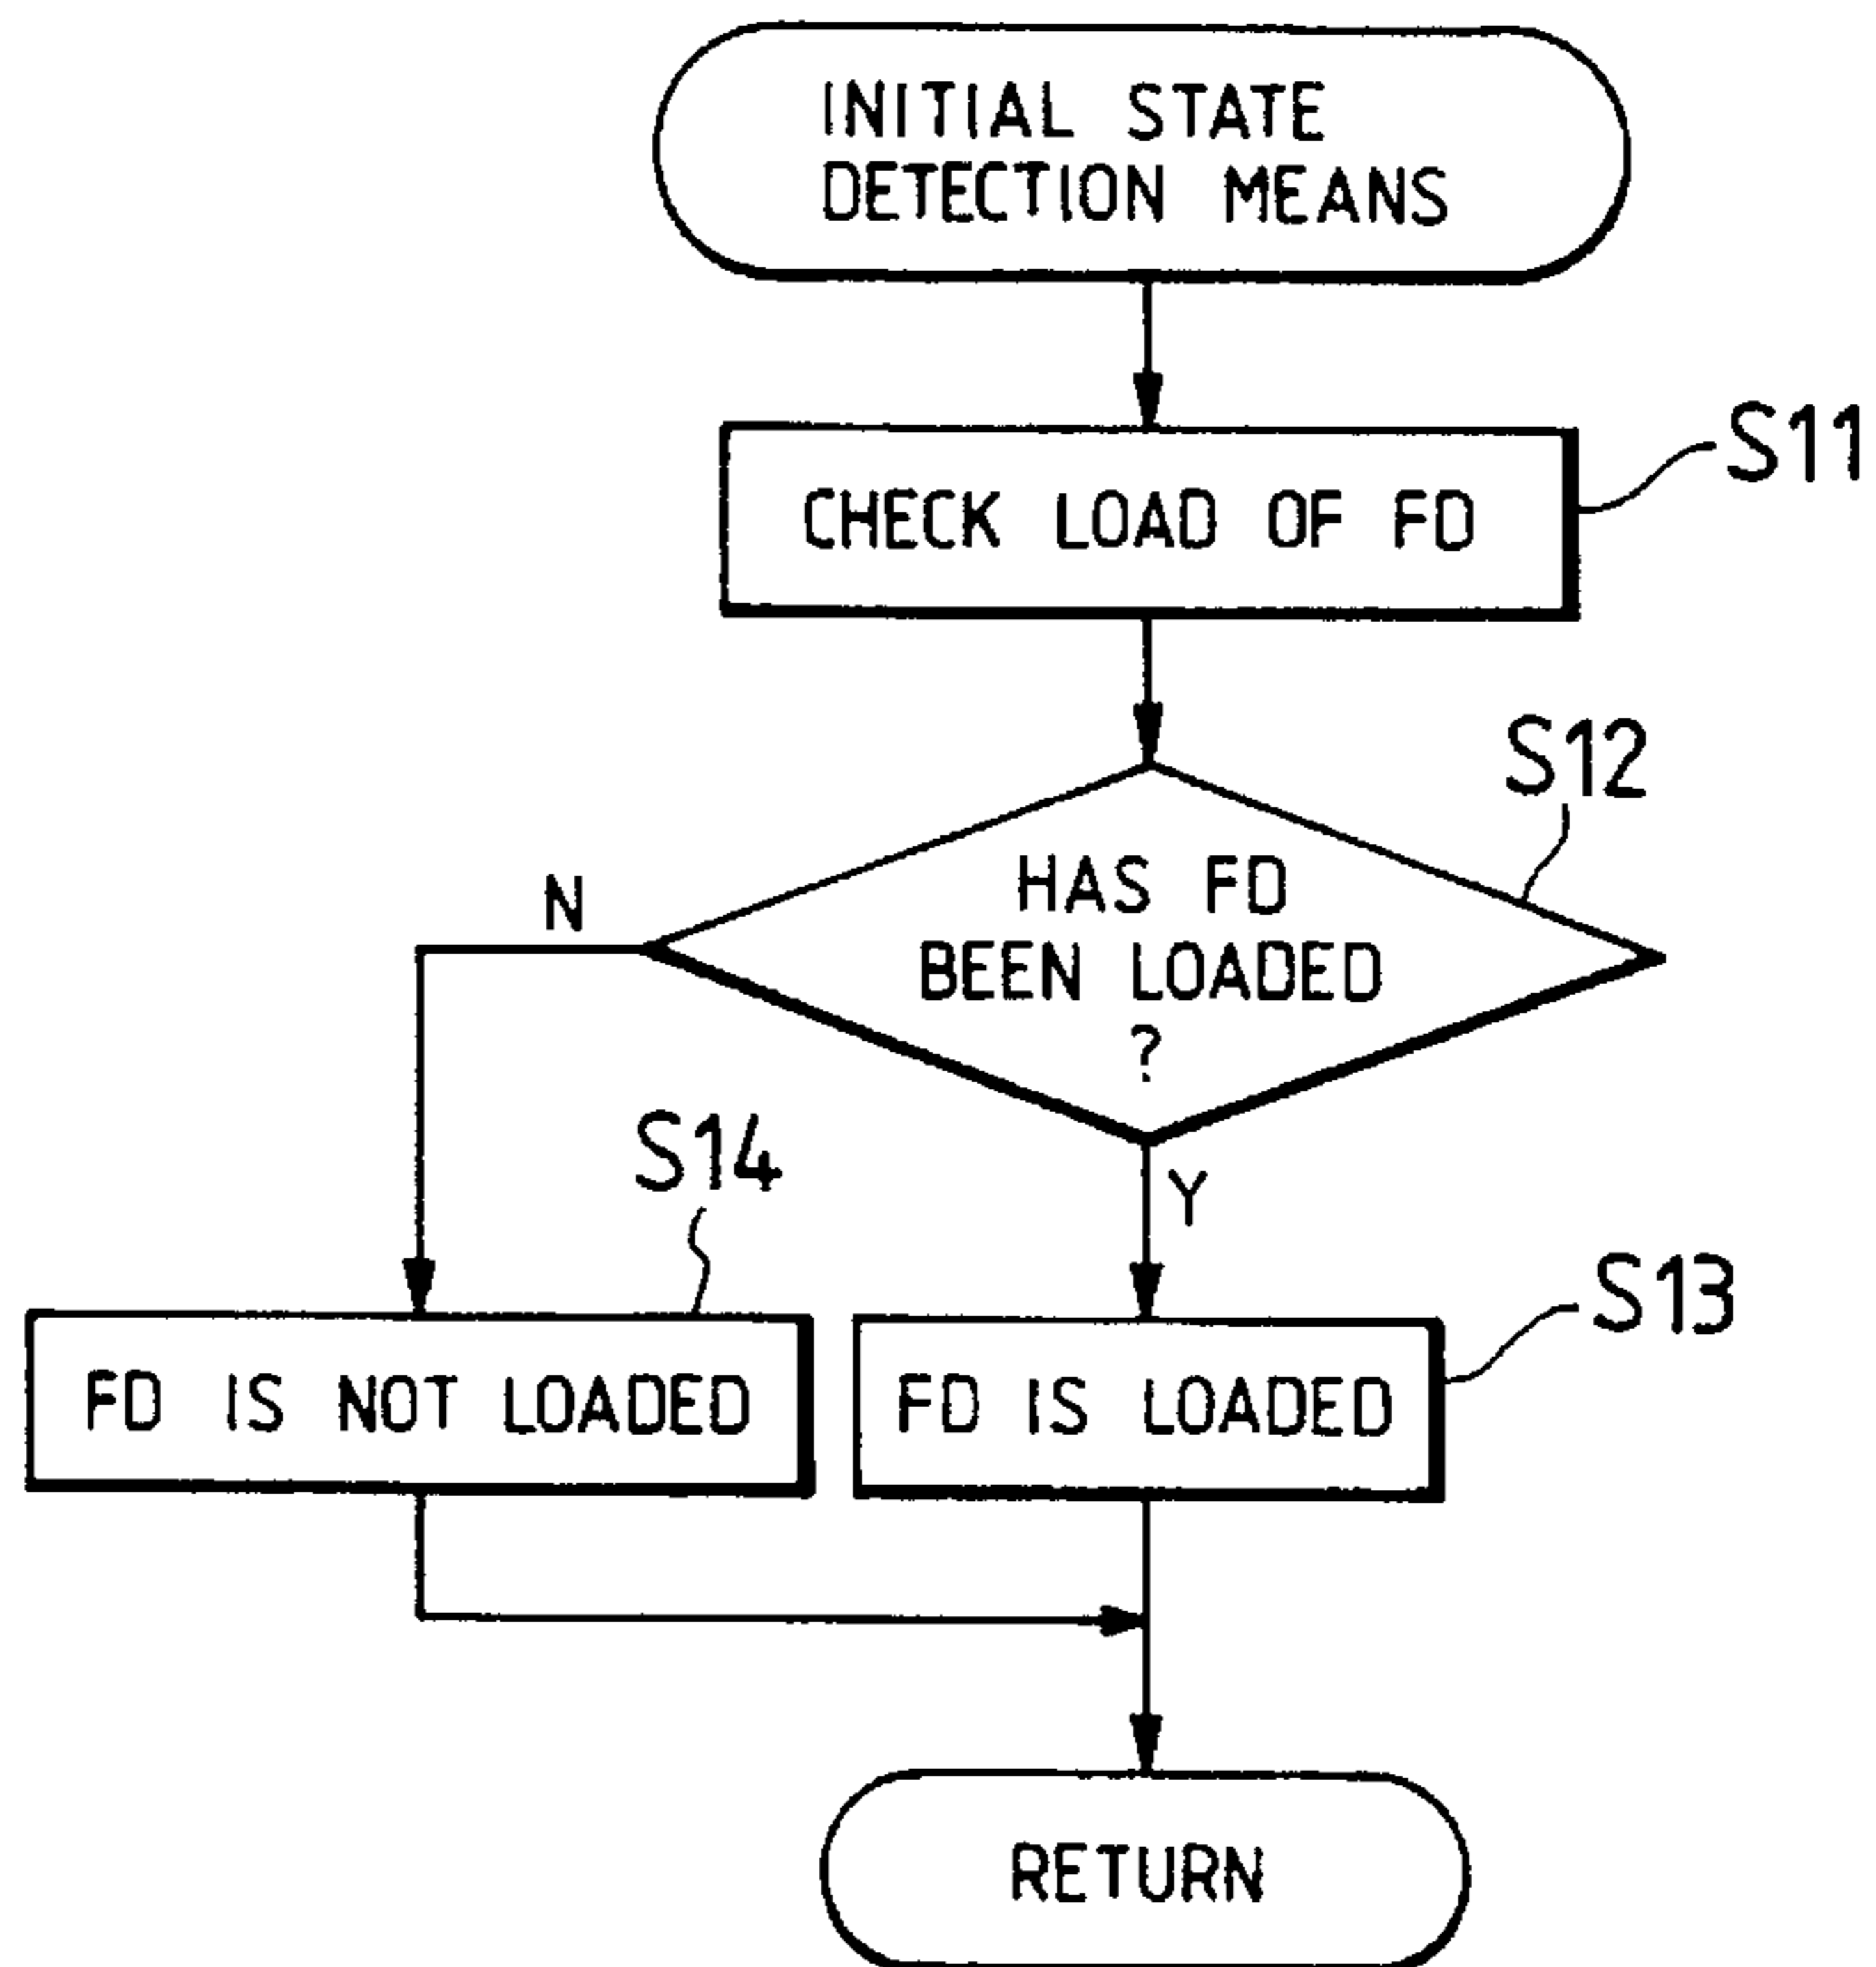 INITIAL STATE
DETECTION MEANS
S11
CHECK LOAD OF FD
S12
HAS FD
BEEN LOADED
?
N
Y
S14
S13
FD IS NOT LOADED
FD IS LOADED
RETURN